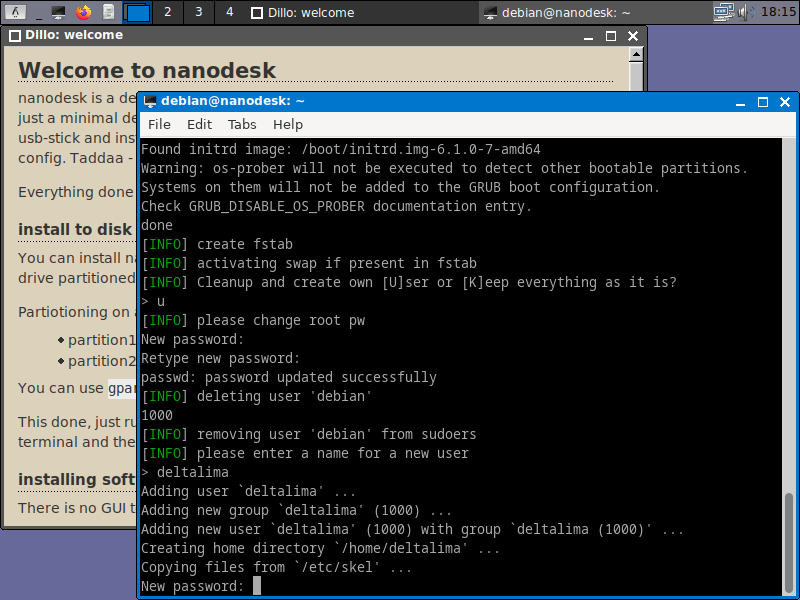 2 3 4 Dillo: welcome debian@nanodesk: ~ 18:15
Dillo: welcome
Welcome to nanodesk
nanodesk is a de
just a minimal de
usb-stick and ins
config. Taddaa -
Everything done
install to disk
You can install na
drive partitioned
Partiotioning on a
partition1
partition2
You can use gpar
This done, just ru
terminal and the
installing soft
There is no GUI t
debian@nanodesk: ~
File Edit Tabs Help
Found initrd image: /boot/initrd.img-6.1.0-7-amd64
Warning: os-prober will not be executed to detect other bootable partitions.
Systems on them will not be added to the GRUB boot configuration.
Check GRUB_DISABLE_OS_PROBER documentation entry.
done
[INFO] create fstab
[INFO] activating swap if present in fstab
[INFO] Cleanup and create own [U]ser or [K]eep everything as it is?
> u
[INFO] please change root pw
New password:
Retype new password:
passwd: password updated successfully
[INFO] deleting user 'debian'
1000
[INFO] removing user 'debian' from sudoers
[INFO] please enter a name for a new user
> deltalima
Adding user `deltalima' ...
Adding new group `deltalima' (1000) ...
Adding new user `deltalima' (1000) with group `deltalima (1000)' ...
Creating home directory `/home/deltalima' ...
Copying files from `/etc/skel' ...
New password: